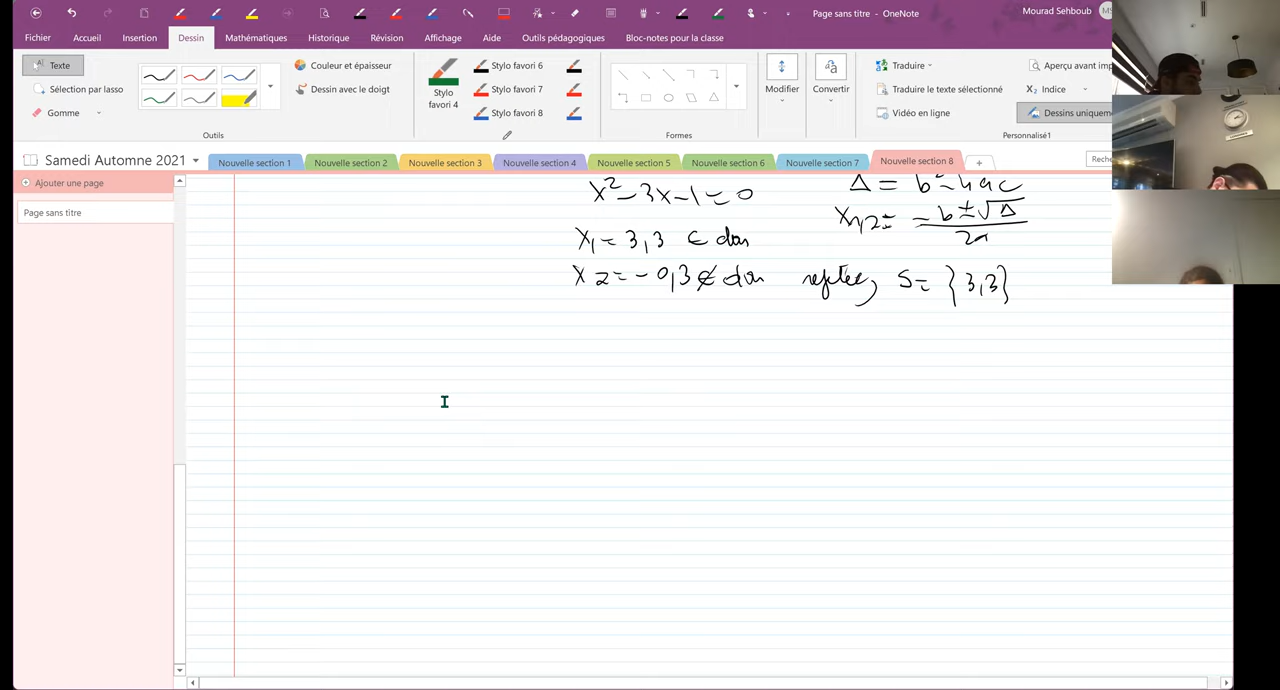 Page sans titre - OneNote
Mourad Sehboub
Fichier Accueil Insertion Dessin Mathématiques Historique Révision Affichage Aide Outils pédagogiques Bloc-notes pour la classe
Texte
Sélection par lasso
Gomme
Outils
Couleur et épaisseur
Dessin avec le doigt
Stylo favori 4
Stylo favori 6
Stylo favori 7
Stylo favori 8
Formes
Modifier
Convertir
Traduire
Traduire le texte sélectionné
Vidéo en ligne
Aperçu avant imp
Indice
Dessins uniquem
Personnalisé1
Samedi Automne 2021
Nouvelle section 1 Nouvelle section 2 Nouvelle section 3 Nouvelle section 4 Nouvelle section 5 Nouvelle section 6 Nouvelle section 7 Nouvelle section 8
Reche
Ajouter une page
Page sans titre
x² - 3x - 1 = 0
Δ = b² - 4ac
x₁,₂ = -b ± √Δ
2a
x₁ = 3,3 ∈ dom
x₂ = -0,3 ∉ dom rejetée, S = {3,3}